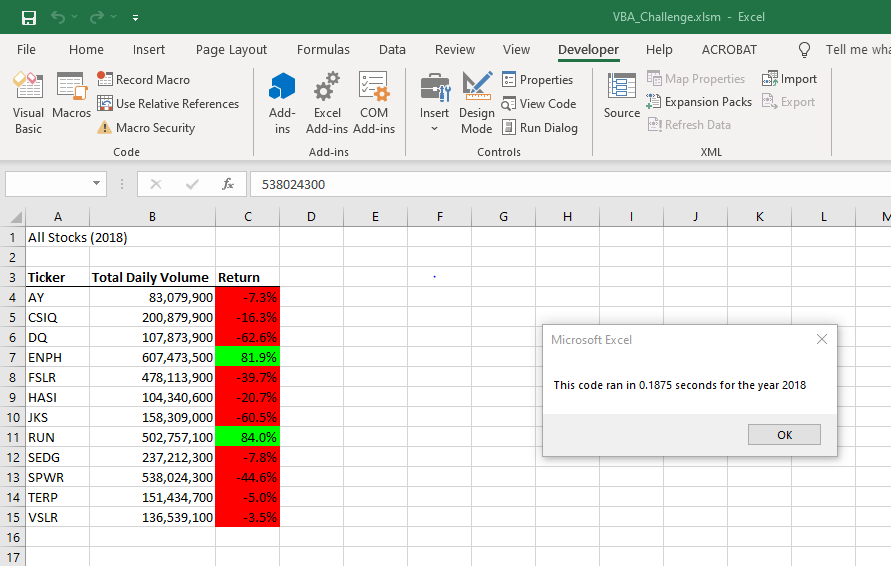 VBA_Challenge.xlsm - Excel
File Home Insert Page Layout Formulas Data Review View Developer Help ACROBAT Tell me wha
Visual Basic
Macros
Record Macro
Use Relative References
Macro Security
Code
Add-ins
Excel Add-ins
COM Add-ins
Add-ins
Insert
Design Mode
Properties
View Code
Run Dialog
Controls
Source
Map Properties
Expansion Packs
Refresh Data
Import
Export
XML
fx 538024300
A B C D E F G H I J K L M
1 All Stocks (2018)
2
3 Ticker Total Daily Volume Return
4 AY 83,079,900 -7.3%
5 CSIQ 200,879,900 -16.3%
6 DQ 107,873,900 -62.6%
7 ENPH 607,473,500 81.9%
8 FSLR 478,113,900 -39.7%
9 HASI 104,340,600 -20.7%
10 JKS 158,309,000 -60.5%
11 RUN 502,757,100 84.0%
12 SEDG 237,212,300 -7.8%
13 SPWR 538,024,300 -44.6%
14 TERP 151,434,700 -5.0%
15 VSLR 136,539,100 -3.5%
16
17
Microsoft Excel
This code ran in 0.1875 seconds for the year 2018
OK